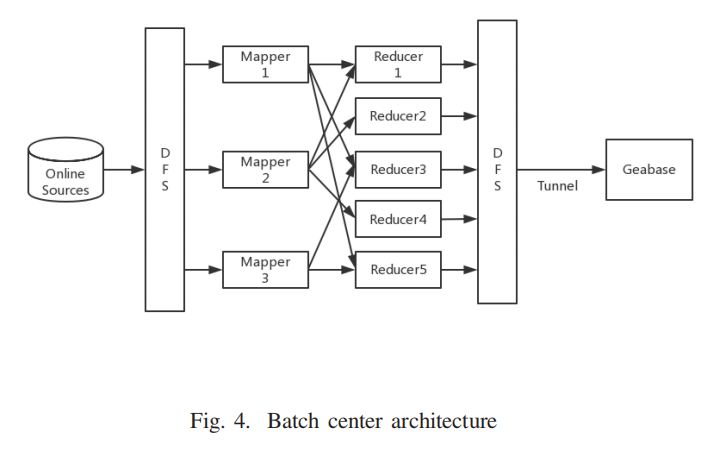 Online
Sources
D
F
S
Mapper
1
Mapper
2
Mapper
3
Reducer
1
Reducer2
Reducer3
Reducer4
Reducer5
D
F
S
Tunnel
Geabase
Fig. 4. Batch center architecture